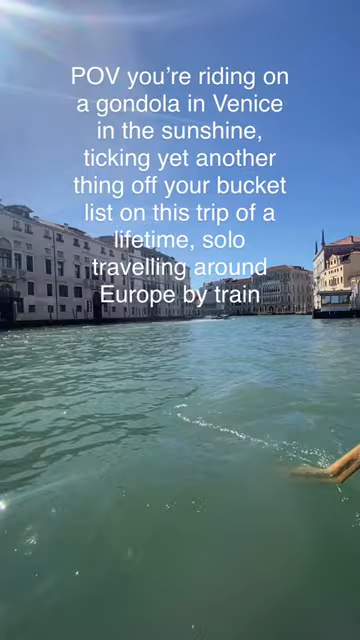 POV you’re riding on
a gondola in Venice
in the sunshine,
ticking yet another
thing off your bucket
list on this trip of a
lifetime, solo
travelling around
Europe by train